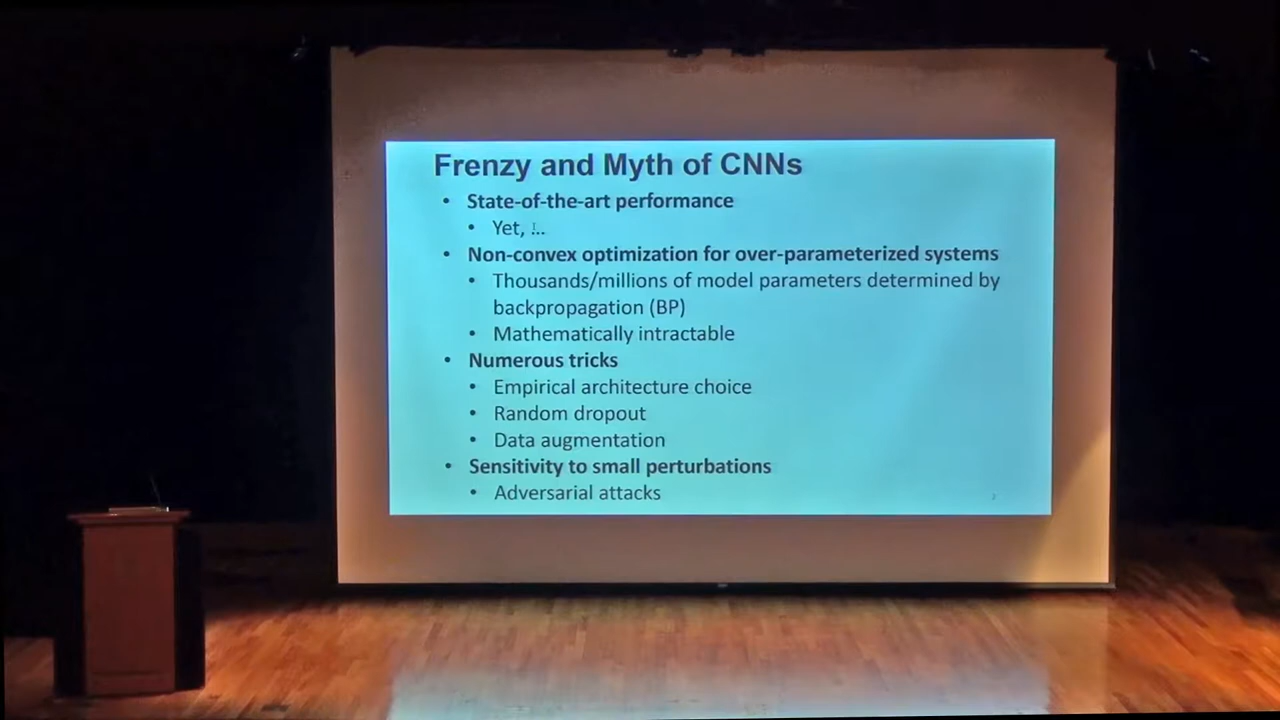 Frenzy and Myth of CNNs
• State-of-the-art performance
• Yet, ...
• Non-convex optimization for over-parameterized systems
• Thousands/millions of model parameters determined by
backpropagation (BP)
• Mathematically intractable
• Numerous tricks
• Empirical architecture choice
• Random dropout
• Data augmentation
• Sensitivity to small perturbations
• Adversarial attacks